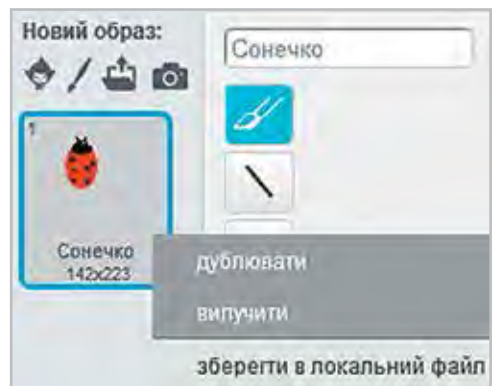 Новий образ:
Сонечко
1
Сонечко
142x223
дублювати
вилучити
зберегти в локальний файл